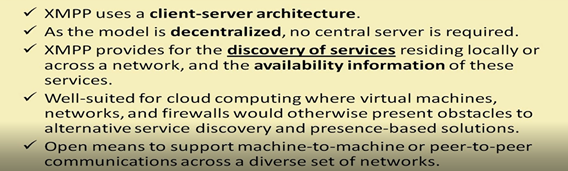 ✓ XMPP uses a client-server architecture.
✓ As the model is decentralized, no central server is required.
✓ XMPP provides for the discovery of services residing locally or
across a network, and the availability information of these
services.
✓ Well-suited for cloud computing where virtual machines,
networks, and firewalls would otherwise present obstacles to
alternative service discovery and presence-based solutions.
✓ Open means to support machine-to-machine or peer-to-peer
communications across a diverse set of networks.